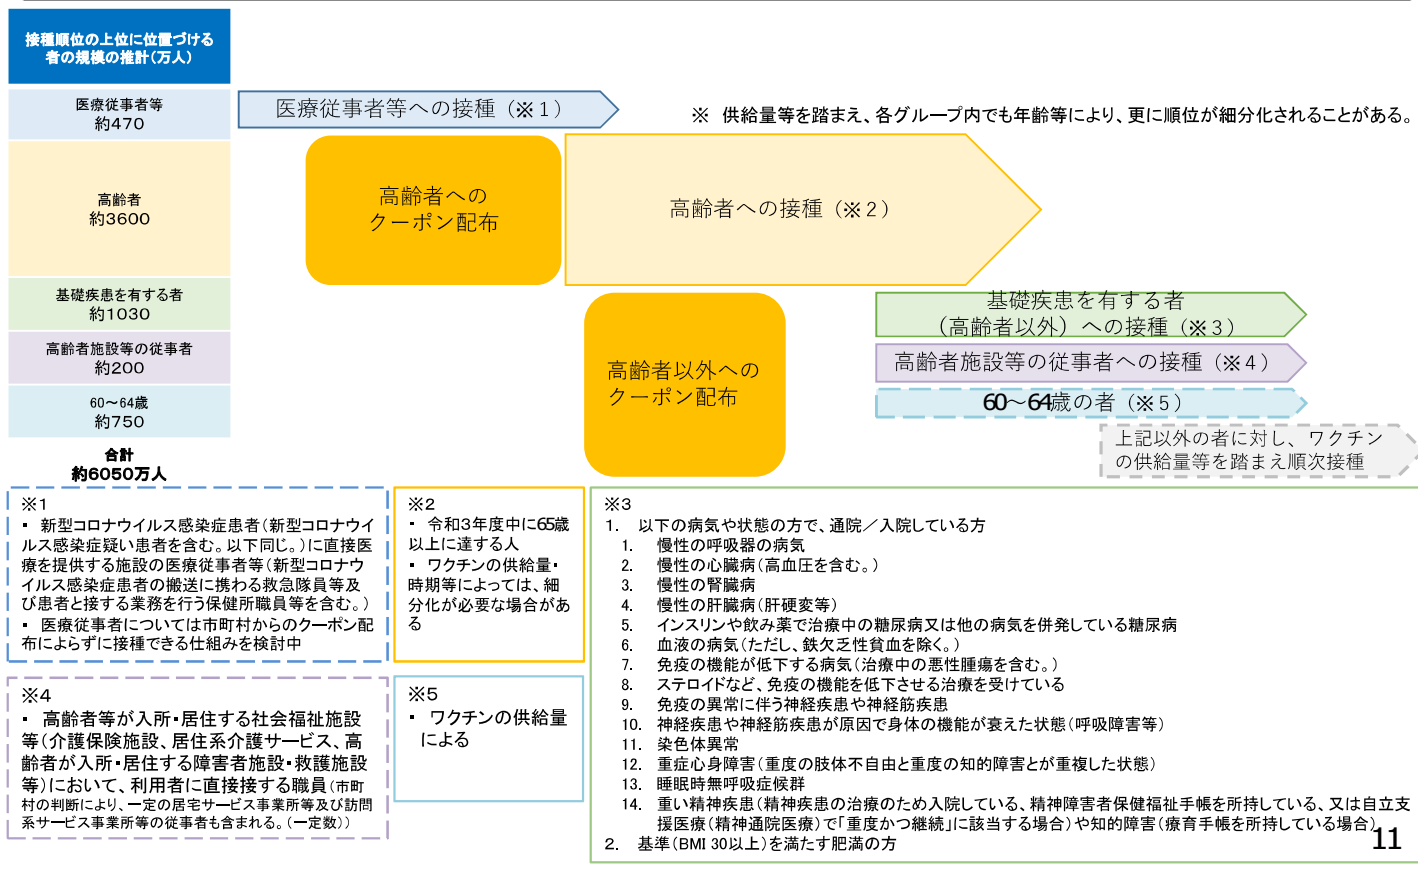 接種順位の上位に位置づける
者の規模の推計(万人)
医療従事者等
約470
高齢者
約3600
基礎疾患を有する者
約1030
高齢者施設等の従事者
約200
60～64歳
約750
合計
約6050万人
医療従事者等への接種（※１）
※　供給量等を踏まえ、各グループ内でも年齢等により、更に順位が細分化されることがある。
高齢者への
クーポン配布
高齢者への接種（※２）
高齢者以外への
クーポン配布
基礎疾患を有する者
（高齢者以外）への接種（※３）
高齢者施設等の従事者への接種（※４）
60～64歳の者（※５）
上記以外の者に対し、ワクチン
の供給量等を踏まえ順次接種
※１
・ 新型コロナウイルス感染症患者（新型コロナウイ
ルス感染症疑い患者を含む。以下同じ。）に直接医
療を提供する施設の医療従事者等（新型コロナウ
イルス感染症患者の搬送に携わる救急隊員等及
び患者と接する業務を行う保健所職員等を含む。）
・ 医療従事者については市町村からのクーポン配
布によらずに接種できる仕組みを検討中
※２
・ 令和３年度中に65歳
以上に達する人
・ ワクチンの供給量・
時期等によっては、細
分化が必要な場合があ
る
※３
1. 以下の病気や状態の方で、通院／入院している方
1. 慢性の呼吸器の病気
2. 慢性の心臓病（高血圧を含む。）
3. 慢性の腎臓病
4. 慢性の肝臓病（肝硬変等）
5. インスリンや飲み薬で治療中の糖尿病又は他の病気を併発している糖尿病
6. 血液の病気（ただし、鉄欠乏性貧血を除く。）
7. 免疫の機能が低下する病気（治療中の悪性腫瘍を含む。）
8. ステロイドなど、免疫の機能を低下させる治療を受けている
9. 免疫の異常に伴う神経疾患や神経筋疾患
10. 神経疾患や神経筋疾患が原因で身体の機能が衰えた状態（呼吸障害等）
11. 染色体異常
12. 重症心身障害（重度の肢体不自由と重度の知的障害とが重複した状態）
13. 睡眠時無呼吸症候群
14. 重い精神疾患（精神疾患の治療のため入院している、精神障害者保健福祉手帳を所持している、又は自立支
援医療（精神通院医療）で「重度かつ継続」に該当する場合）や知的障害（療育手帳を所持している場合）
2. 基準（BMI 30以上）を満たす肥満の方
※４
・ 高齢者等が入所・居住する社会福祉施設
等（介護保険施設、居住系介護サービス、高
齢者が入所・居住する障害者施設・救護施設
等）において、利用者に直接接する職員（市町
村の判断により、一定の居宅サービス事業所等及び訪問
系サービス事業所等の従事者も含まれる。（一定数））
※５
・ ワクチンの供給量
による
11